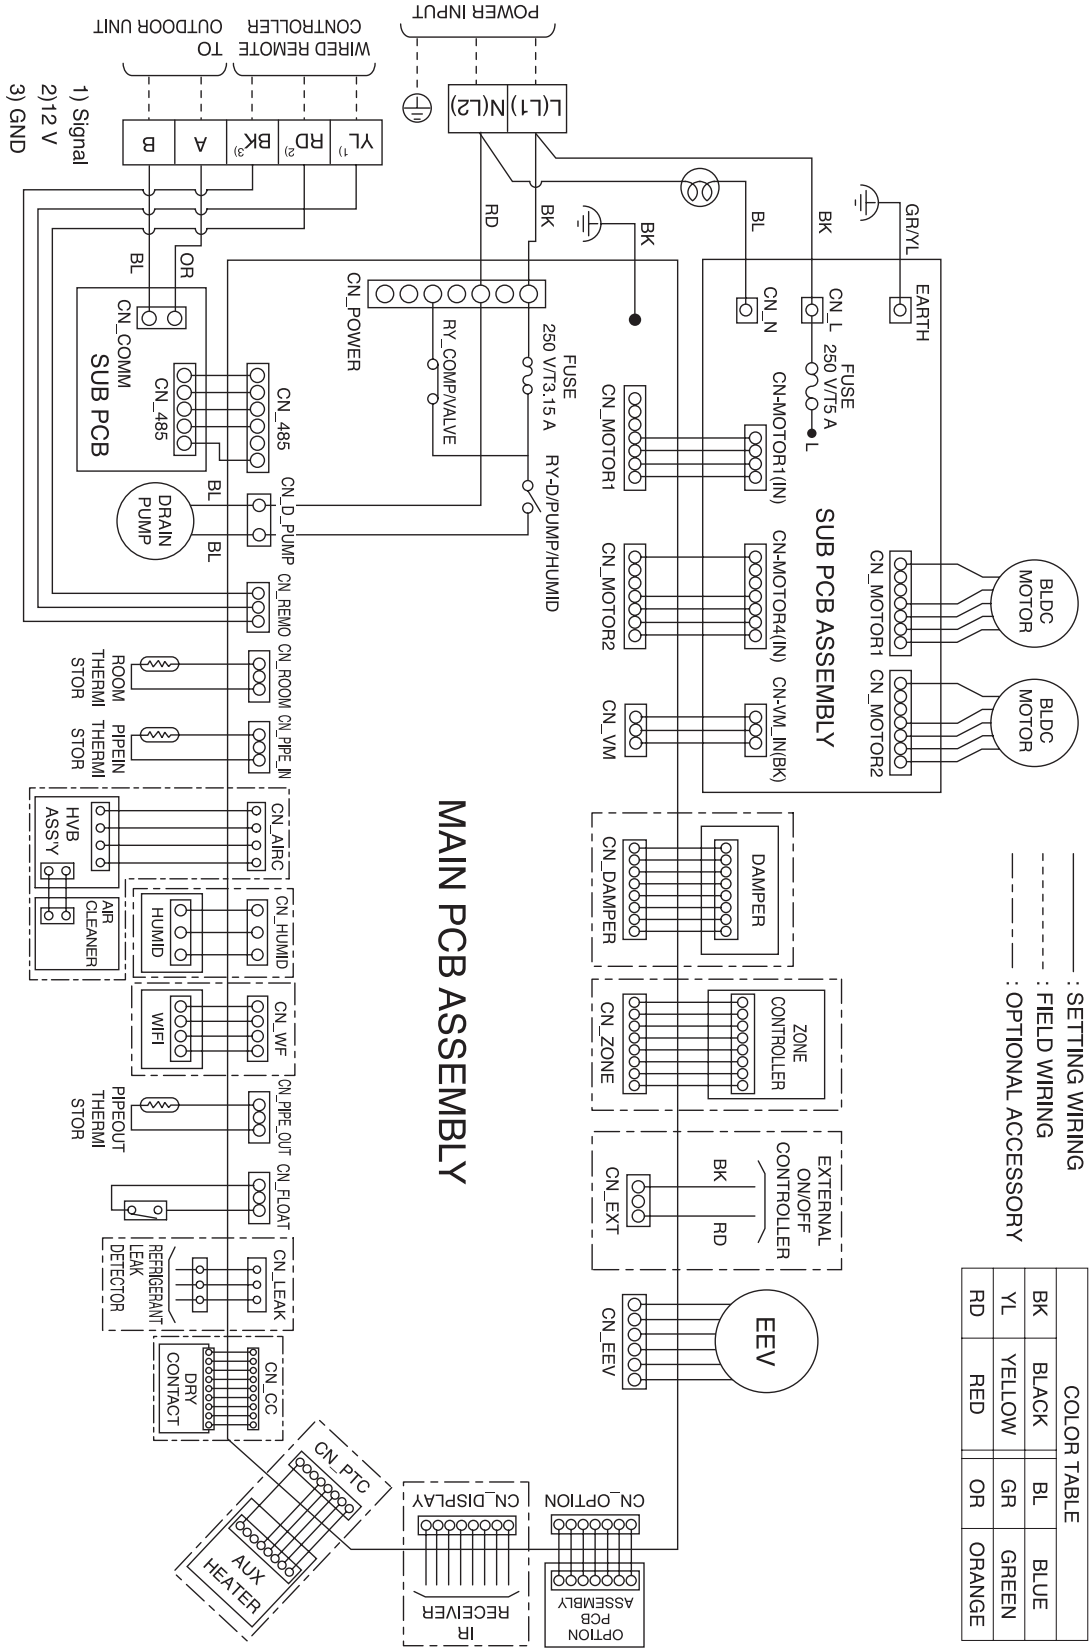 : SETTING WIRING
: FIELD WIRING
: OPTIONAL ACCESSORY
COLOR TABLE
BK BLACK BL BLUE
YL YELLOW GR GREEN
RD RED OR ORANGE
BLDC
MOTOR
BLDC
MOTOR
CN_MOTOR1
CN_MOTOR2
EARTH
GR/YL
CN_L
BK
FUSE
250 V/T5 A
L
CN_N
BL
SUB PCB ASSEMBLY
CN-MOTOR1(IN)
CN-MOTOR4(IN)
CN-VM_IN(BK)
CN_MOTOR1
CN_MOTOR2
CN_VM
BK
DAMPER
CN_DAMPER
ZONE
CONTROLLER
CN_ZONE
EXTERNAL
ON/OFF
CONTROLLER
BK
RD
CN_EXT
EEV
CN_EEV
POWER INPUT
L(L1)
N(L2)
BK
RD
CN_POWER
FUSE
250 V/T3.15 A
RY_COMP/VALVE
RY-D/PUMP/HUMID
MAIN PCB ASSEMBLY
CN_OPTION
OPTION
PCB
ASSEMBLY
CN_DISPLAY
IR
RECEIVER
CN_PTC
AUX
HEATER
WIRED REMOTE
CONTROLLER
TO
OUTDOOR UNIT
YL 1)
RD 2)
BK 3)
A
B
1) Signal
2)12 V
3) GND
OR
BL
CN_COMM
SUB PCB
CN_485
CN_485
CN_D_PUMP
BL
BL
DRAIN
PUMP
CN_REMO
CN_ROOM
ROOM
THERMI
STOR
CN_PIPE_IN
PIPEIN
THERMI
STOR
CN_AIRC
HVB
ASS'Y
AIR
CLEANER
CN_HUMID
HUMID
CN_WF
WIFI
CN_PIPE_OUT
PIPEOUT
THERMI
STOR
CN_FLOAT
CN_LEAK
REFRIGERANT
LEAK
DETECTOR
CN_CC
DRY
CONTACT